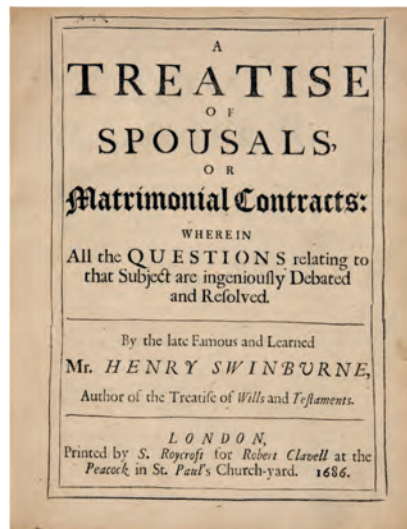 A
TREATISE
OF
SPOUSALS,
OR
Matrimonial Contracts:
WHEREIN
All the QUESTIONS relating to
that Subject are ingeniously Debated
and Resolved.
By the late Famous and Learned
Mr. HENRY SWINBURNE,
Author of the Treatise of Wills and Testaments.
LONDON,
Printed by S. Roycroft for Robert Clavell at the
Peacock in St. Paul's Church-yard. 1686.